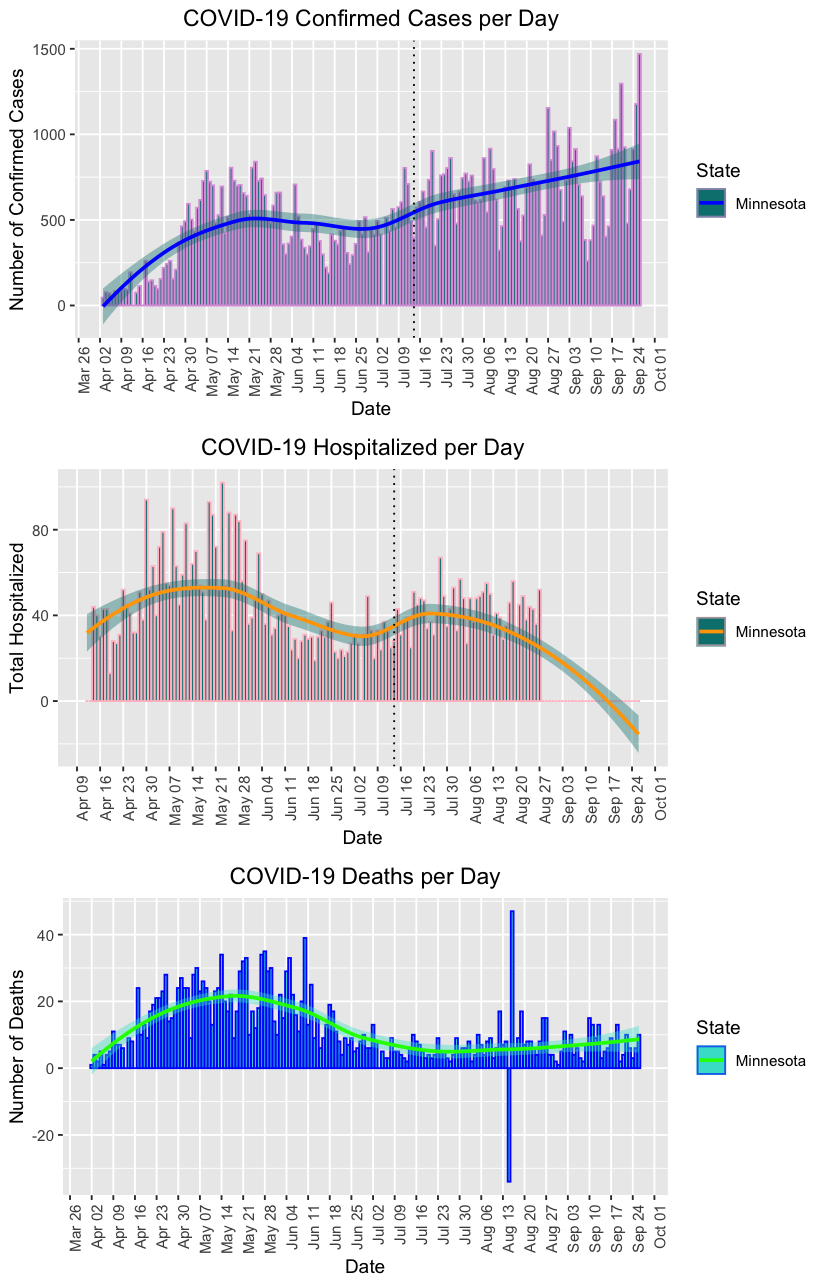 COVID-19 Confirmed Cases per Day
Number of Confirmed Cases
1500
1000
500
0
Mar 26
Apr 02
Apr 09
Apr 16
Apr 23
Apr 30
May 07
May 14
May 21
May 28
Jun 04
Jun 11
Jun 18
Jun 25
Jul 02
Jul 09
Jul 16
Jul 23
Jul 30
Aug 06
Aug 13
Aug 20
Aug 27
Sep 03
Sep 10
Sep 17
Sep 24
Oct 01
Date
State
Minnesota
COVID-19 Hospitalized per Day
Total Hospitalized
80
40
0
Apr 09
Apr 16
Apr 23
Apr 30
May 07
May 14
May 21
May 28
Jun 04
Jun 11
Jun 18
Jun 25
Jul 02
Jul 09
Jul 16
Jul 23
Jul 30
Aug 06
Aug 13
Aug 20
Aug 27
Sep 03
Sep 10
Sep 17
Sep 24
Oct 01
Date
State
Minnesota
COVID-19 Deaths per Day
Number of Deaths
40
20
0
-20
Mar 26
Apr 02
Apr 09
Apr 16
Apr 23
Apr 30
May 07
May 14
May 21
May 28
Jun 04
Jun 11
Jun 18
Jun 25
Jul 02
Jul 09
Jul 16
Jul 23
Jul 30
Aug 06
Aug 13
Aug 20
Aug 27
Sep 03
Sep 10
Sep 17
Sep 24
Oct 01
Date
State
Minnesota